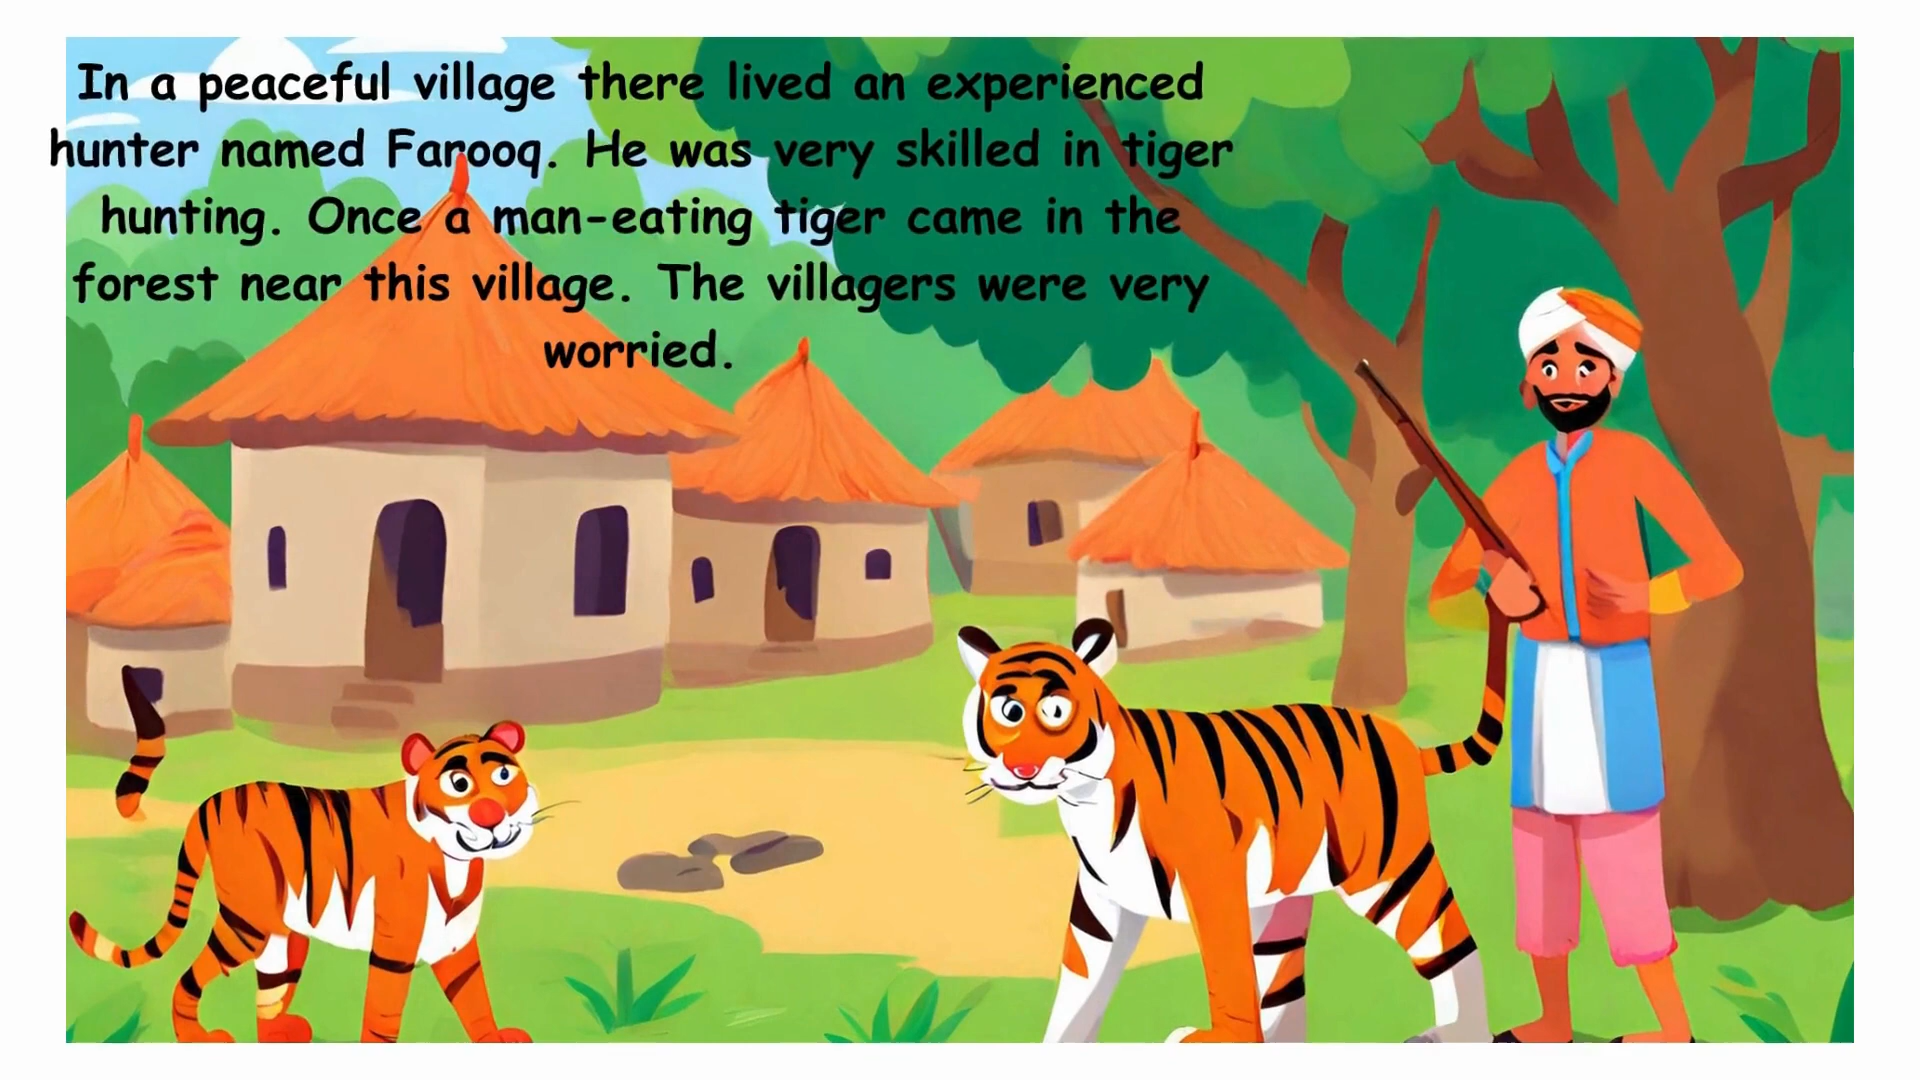 In a peaceful village there lived an experienced
hunter named Farooq. He was very skilled in tiger
hunting. Once a man-eating tiger came in the
forest near this village. The villagers were very
worried.